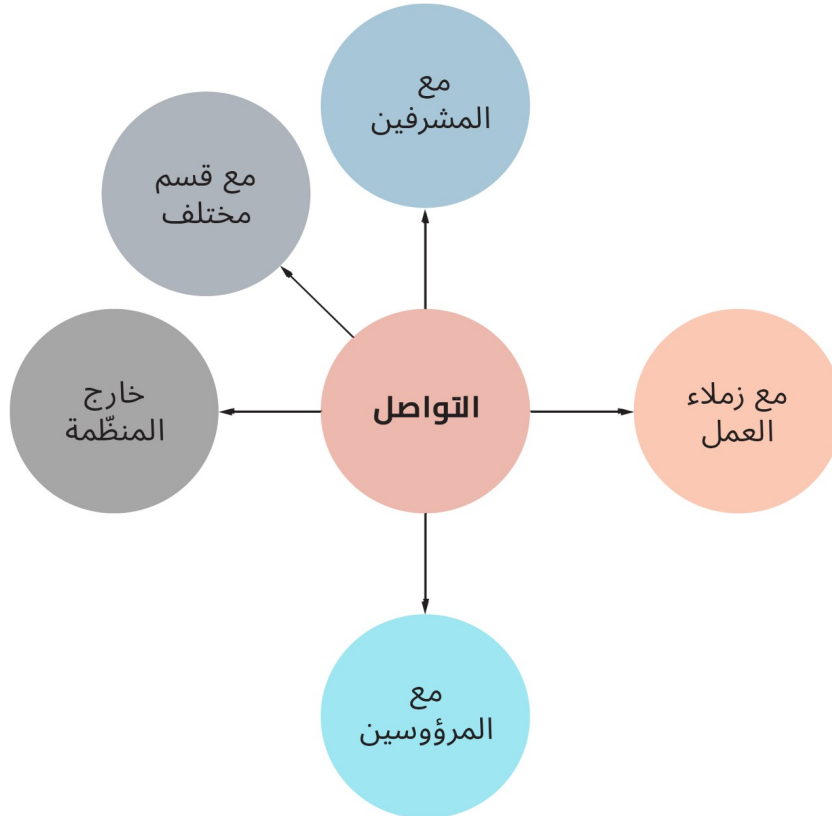 مع
المشرفين
مع قسم
مختلف
خارج
المنظّمة
التواصل
مع زملاء
العمل
مع
المرؤوسين